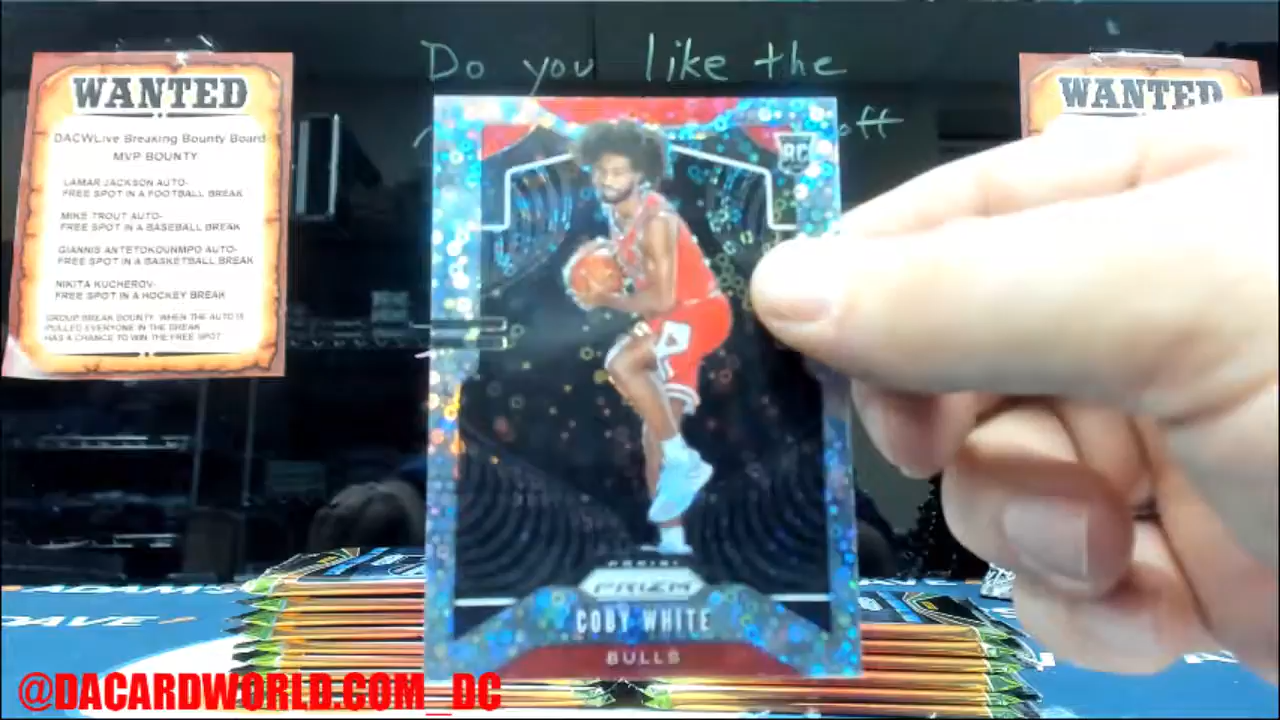 Do you like the
off
WANTED
DACWLive Breaking Bounty Board
MVP BOUNTY
LAMAR JACKSON AUTO-
FREE SPOT IN A FOOTBALL BREAK
MIKE TROUT AUTO-
FREE SPOT IN A BASEBALL BREAK
GIANNIS ANTETOKOUNMPO AUTO-
FREE SPOT IN A BASKETBALL BREAK
NIKITA KUCHEROV-
FREE SPOT IN A HOCKEY BREAK
GROUP BREAK BOUNTY: WHEN THE AUTO IS
PULLED EVERYONE IN THE BREAK
HAS A CHANCE TO WIN THE FREE SPOT
WANTED
RC
PANINI
PRIZM
COBY WHITE
BULLS
ADAM'S
DAVE
@DACARDWORLD.COM_DC